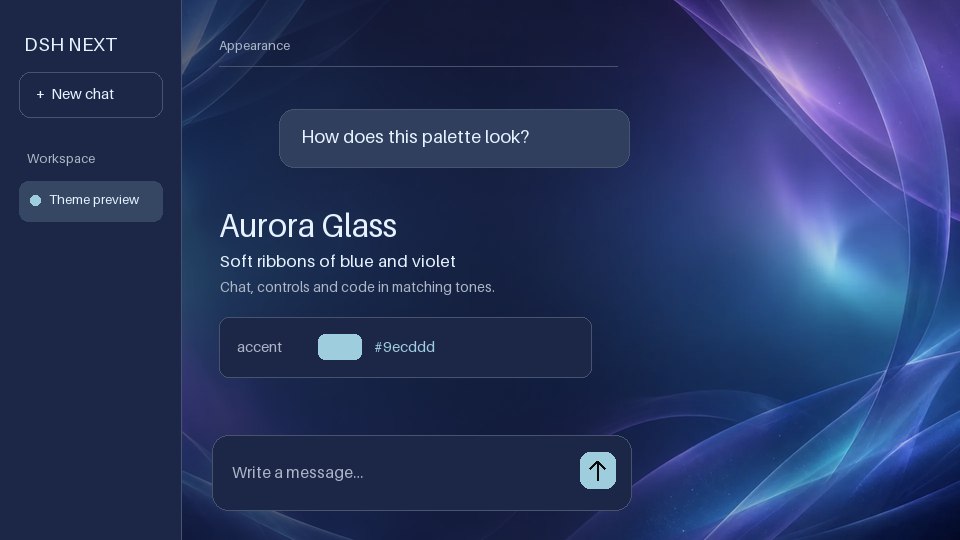 DSH NEXT
+ New chat
Workspace
Theme preview
Appearance
How does this palette look?
Aurora Glass
Soft ribbons of blue and violet
Chat, controls and code in matching tones.
accent #9ecddd
Write a message...